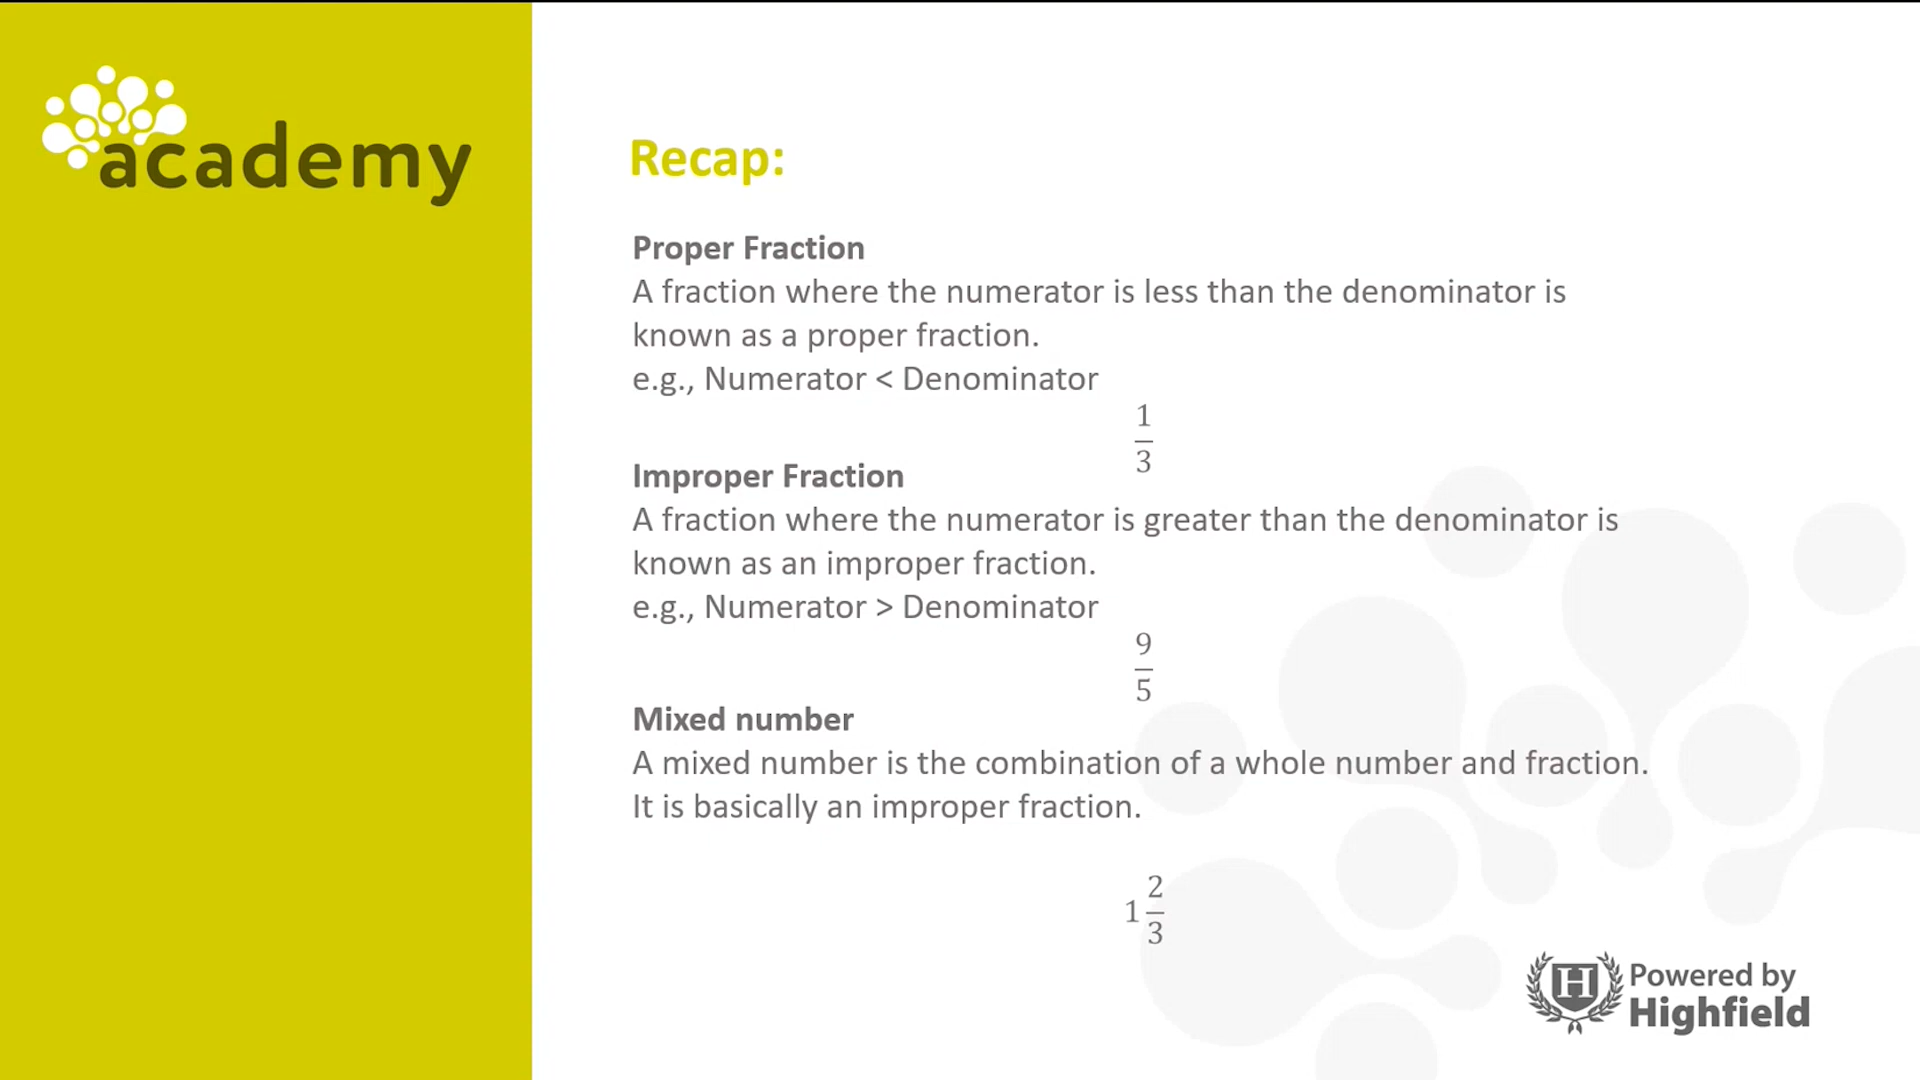 academy
Recap:
Proper Fraction
A fraction where the numerator is less than the denominator is
known as a proper fraction.
e.g., Numerator < Denominator
1
3
Improper Fraction
A fraction where the numerator is greater than the denominator is
known as an improper fraction.
e.g., Numerator > Denominator
9
5
Mixed number
A mixed number is the combination of a whole number and fraction.
It is basically an improper fraction.
1 2
3
H
Powered by
Highfield